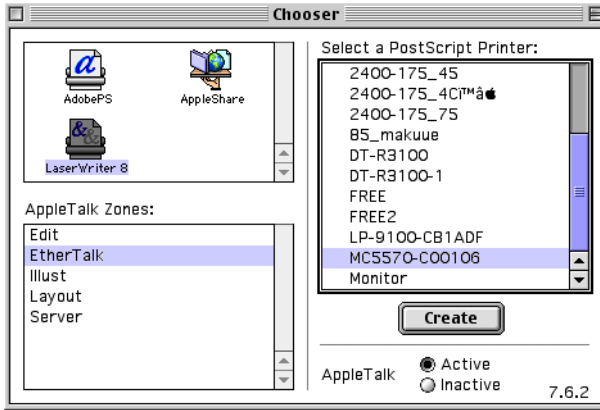 Chooser
AdobePS
AppleShare
LaserWriter 8
AppleTalk Zones:
Edit
EtherTalk
Illust
Layout
Server
Select a PostScript Printer:
2400-175_45
2400-175_4Cï™â
2400-175_75
85_makuue
DT-R3100
DT-R3100-1
FREE
FREE2
LP-9100-CB1ADF
MC5570-C00106
Monitor
Create
AppleTalk
Active
Inactive
7.6.2